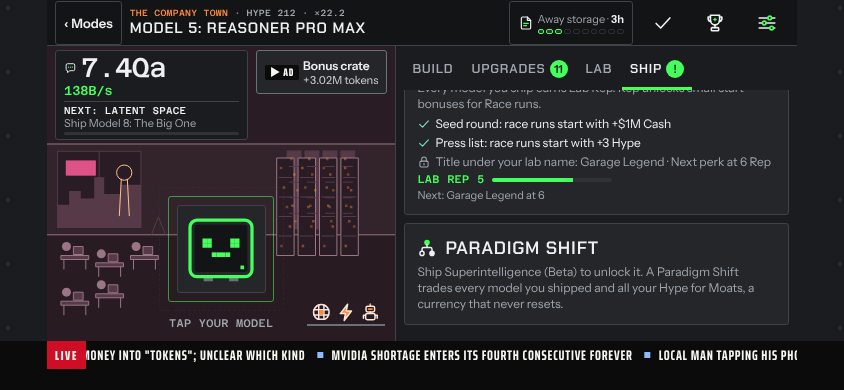 ‹ Modes
THE COMPANY TOWN · HYPE 212 · ×22.2
MODEL 5: REASONER PRO MAX
Away storage · 3h
7.4Qa
138B/s
NEXT: LATENT SPACE
Ship Model 8: The Big One
AD
Bonus crate
+3.02M tokens
TAP YOUR MODEL
BUILD UPGRADES 11 LAB SHIP !
bonuses for Race runs.
Seed round: race runs start with +$1M Cash
Press list: race runs start with +3 Hype
Title under your lab name: Garage Legend · Next perk at 6 Rep
LAB REP 5
Next: Garage Legend at 6
PARADIGM SHIFT
Ship Superintelligence (Beta) to unlock it. A Paradigm Shift
trades every model you shipped and all your Hype for Moats, a
currency that never resets.
LIVE MONEY INTO "TOKENS"; UNCLEAR WHICH KIND ■ MVIDIA SHORTAGE ENTERS ITS FOURTH CONSECUTIVE FOREVER ■ LOCAL MAN TAPPING HIS